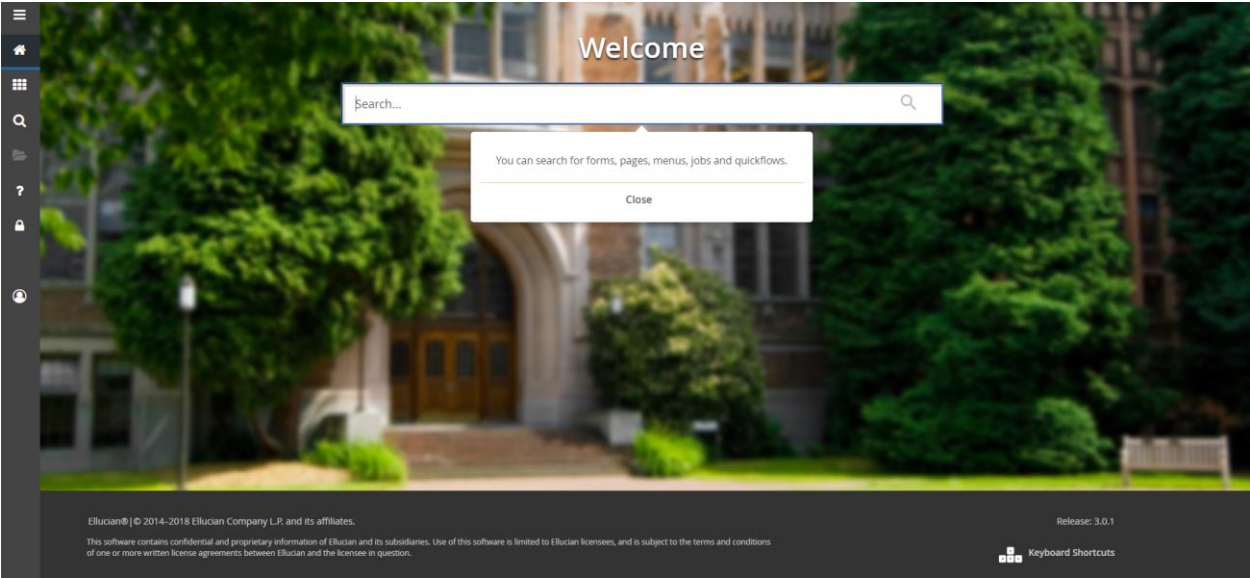 Welcome
Search...
You can search for forms, pages, menus, jobs and quickflows.
Close
Ellucian®|© 2014–2018 Ellucian Company L.P. and its affiliates.
Release: 3.0.1
This software contains confidential and proprietary information of Ellucian and its subsidiaries. Use of this software is limited to Ellucian licensees, and is subject to the terms and conditions
of one or more written license agreements between Ellucian and the licensee in question.
Keyboard Shortcuts